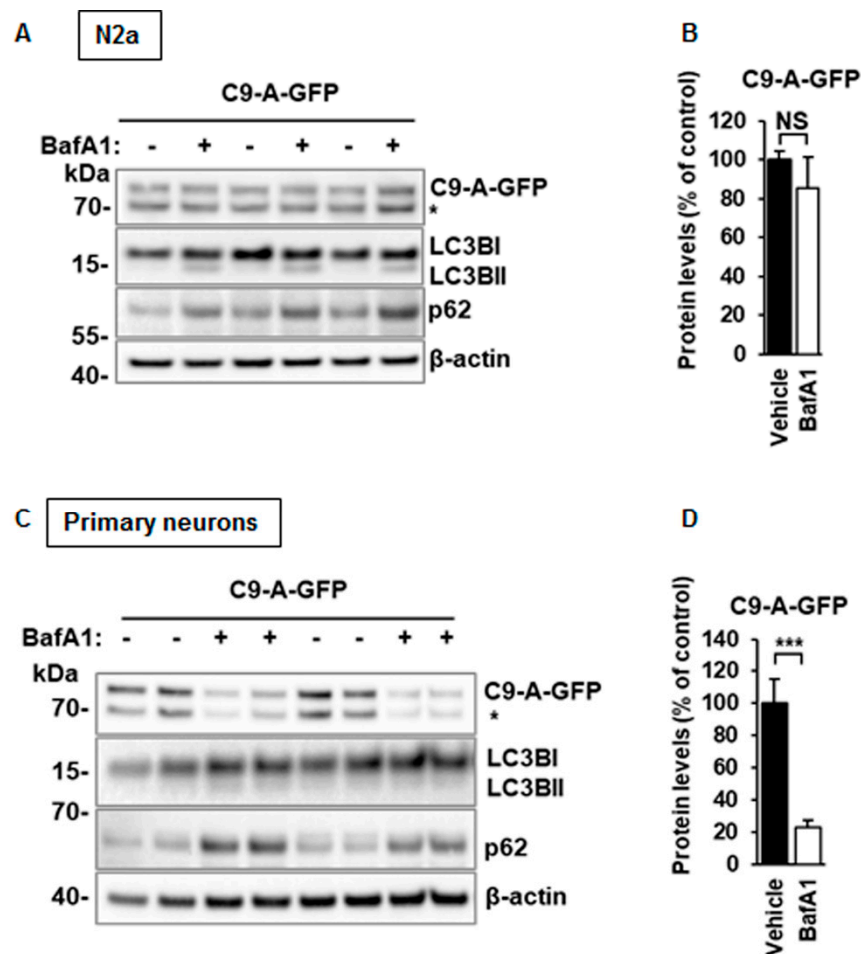 A N2a
C9-A-GFP
BafA1: - + - + - +
kDa
C9-A-GFP
70- *
LC3BI
15-
LC3BII
p62
55-
β-actin
40-
B
C9-A-GFP
Protein levels (% of control)
120
NS
100
80
60
40
20
0
Vehicle
BafA1
C Primary neurons
C9-A-GFP
BafA1: - - + + - - + +
kDa
C9-A-GFP
70- *
LC3BI
15-
LC3BII
70-
p62
40- β-actin
D
C9-A-GFP
Protein levels (% of control)
140
***
120
100
80
60
40
20
0
Vehicle
BafA1